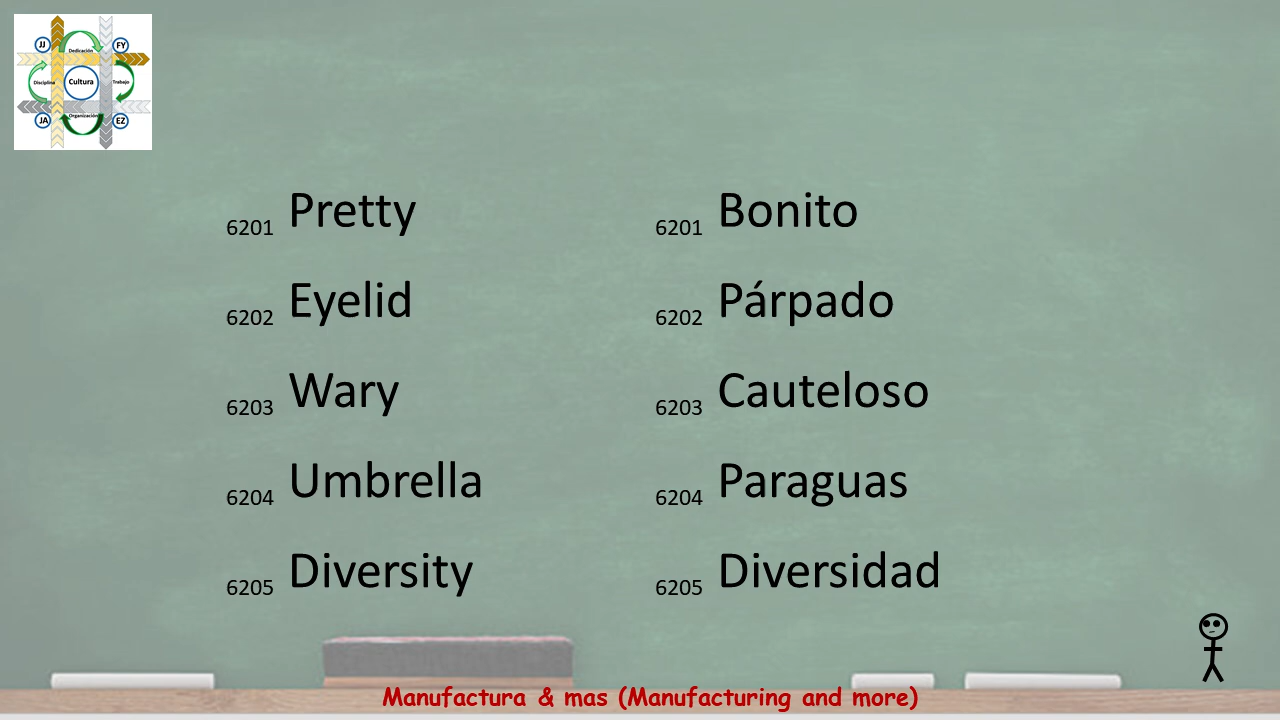 JJ
FY
Dedicación
Disciplina
Cultura
Trabajo
Organización
JA
EZ
6201 Pretty 6201 Bonito
6202 Eyelid 6202 Párpado
6203 Wary 6203 Cauteloso
6204 Umbrella 6204 Paraguas
6205 Diversity 6205 Diversidad
Manufactura & mas (Manufacturing and more)